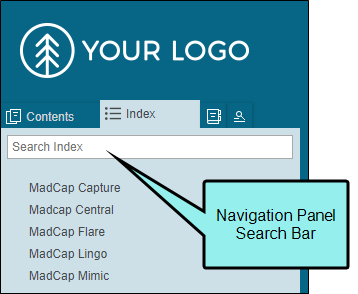 YOUR LOGO
Contents
Index
Search Index
MadCap Capture
Madcap Central
MadCap Flare
MadCap Lingo
MadCap Mimic
Navigation Panel
Search Bar